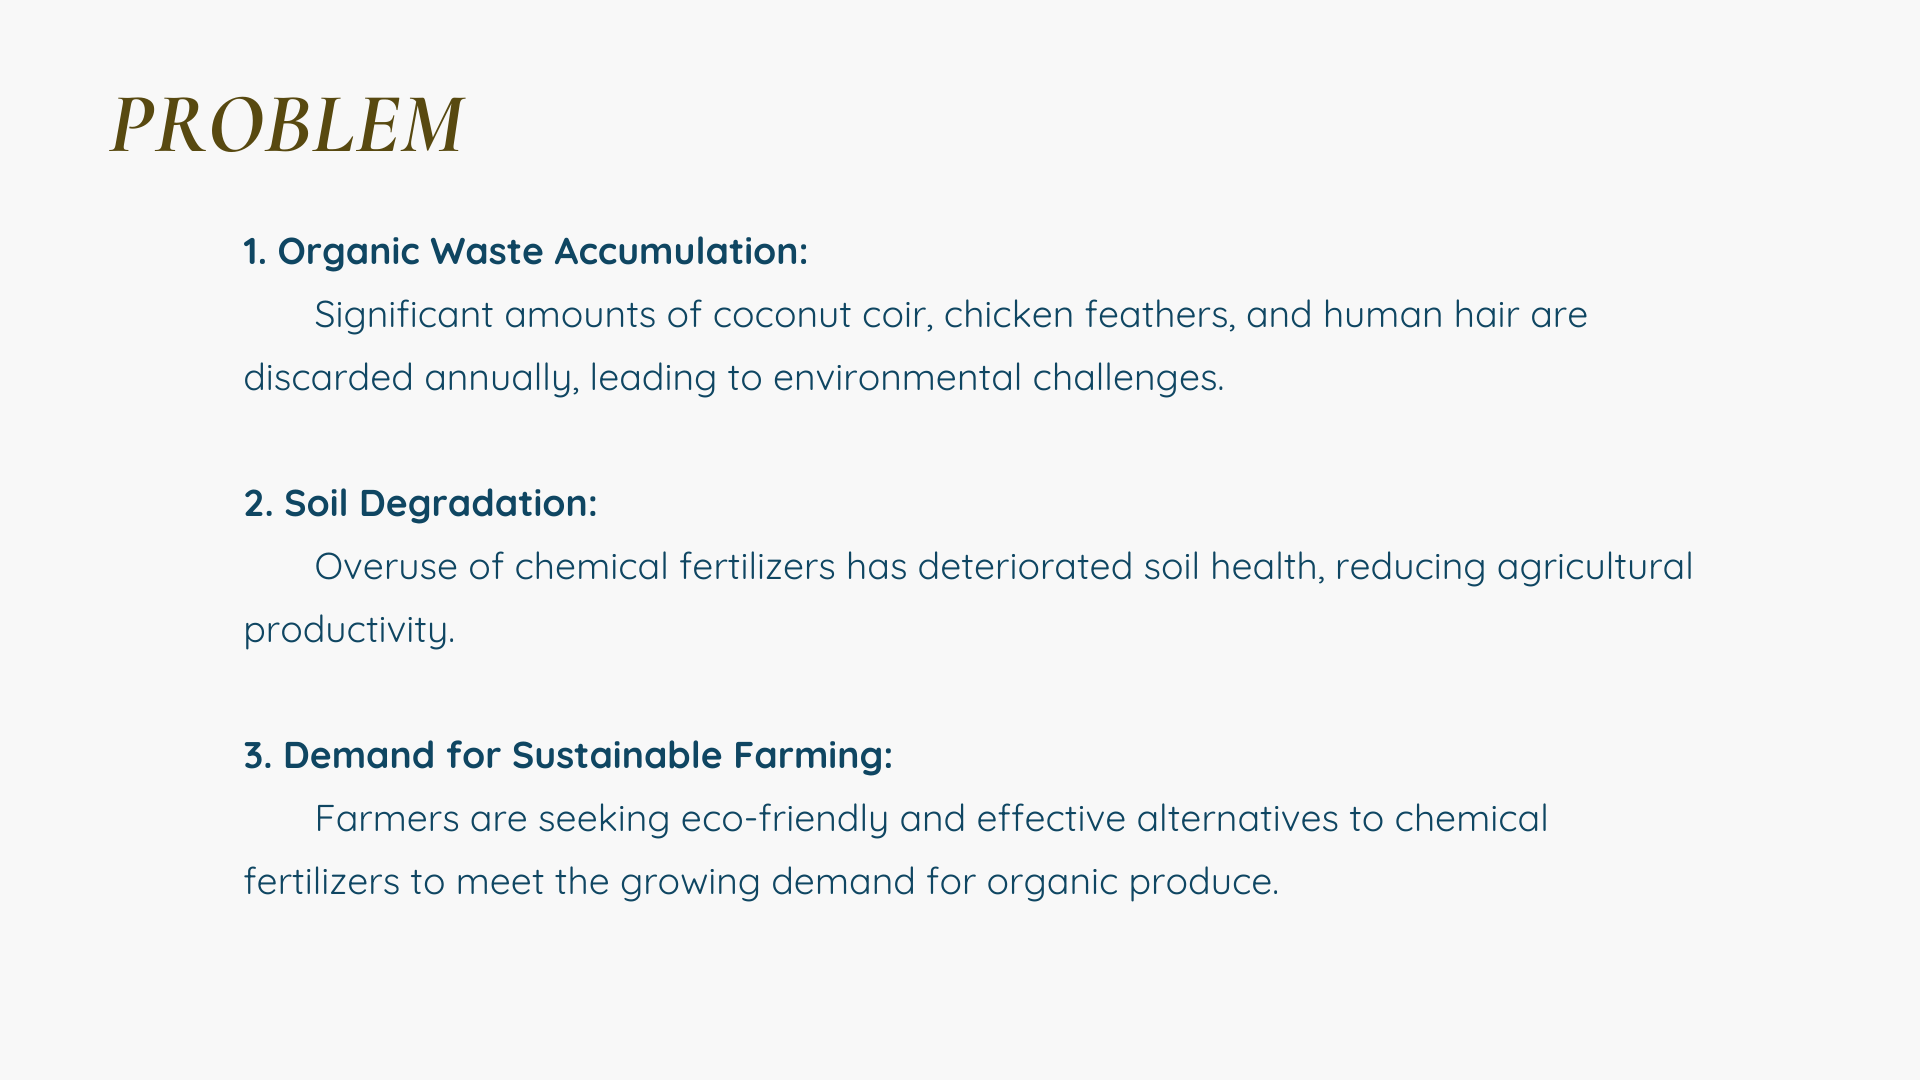 PROBLEM
1. Organic Waste Accumulation:
Significant amounts of coconut coir, chicken feathers, and human hair are
discarded annually, leading to environmental challenges.
2. Soil Degradation:
Overuse of chemical fertilizers has deteriorated soil health, reducing agricultural
productivity.
3. Demand for Sustainable Farming:
Farmers are seeking eco-friendly and effective alternatives to chemical
fertilizers to meet the growing demand for organic produce.